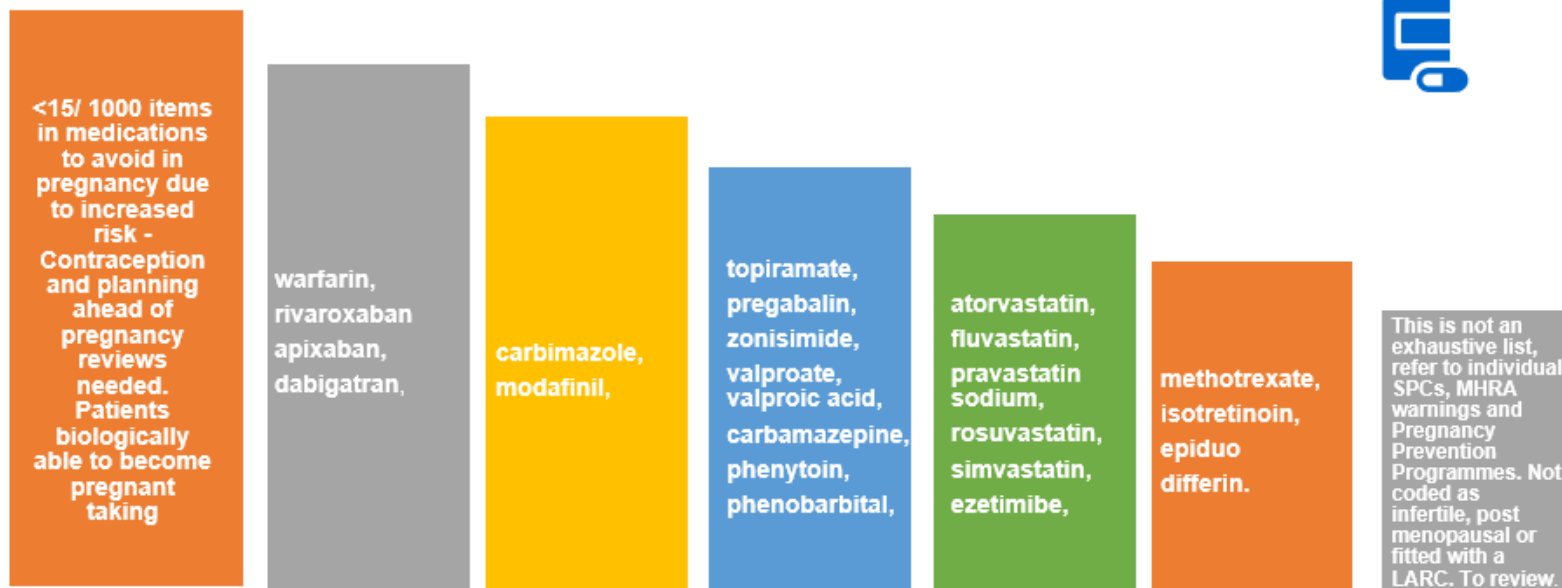 <15/ 1000 items
in medications
to avoid in
pregnancy due
to increased
risk -
Contraception
and planning
ahead of
pregnancy
reviews
needed.
Patients
biologically
able to become
pregnant
taking
warfarin,
rivaroxaban
apixaban,
dabigatran,
carbimazole,
modafinil,
topiramate,
pregabalin,
zonisimide,
valproate,
valproic acid,
carbamazepine,
phenytoin,
phenobarbital,
atorvastatin,
fluvastatin,
pravastatin
sodium,
rosuvastatin,
simvastatin,
ezetimibe,
methotrexate,
isotretinoin,
epiduo
differin.
This is not an
exhaustive list,
refer to individual
SPCs, MHRA
warnings and
Pregnancy
Prevention
Programmes. Not
coded as
infertile, post
menopausal or
fitted with a
LARC. To review.